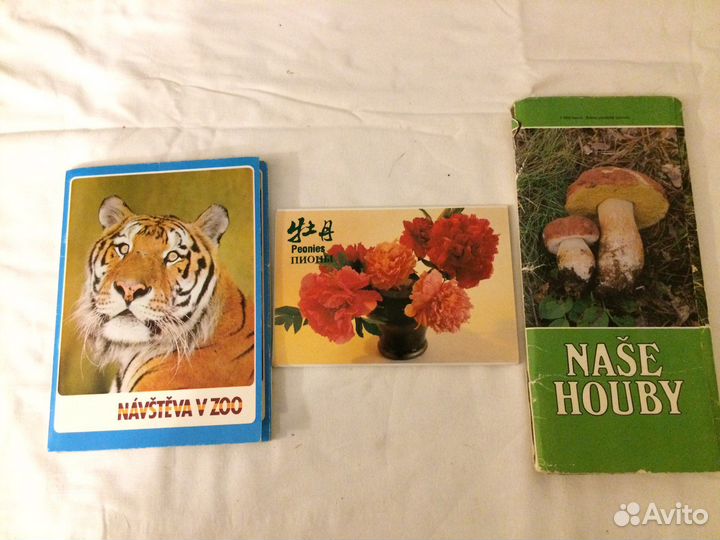 NÁVŠTĚVA V ZOO
牡丹
Peonies
ПИОНЫ
NAŠE
HOUBY
Avito